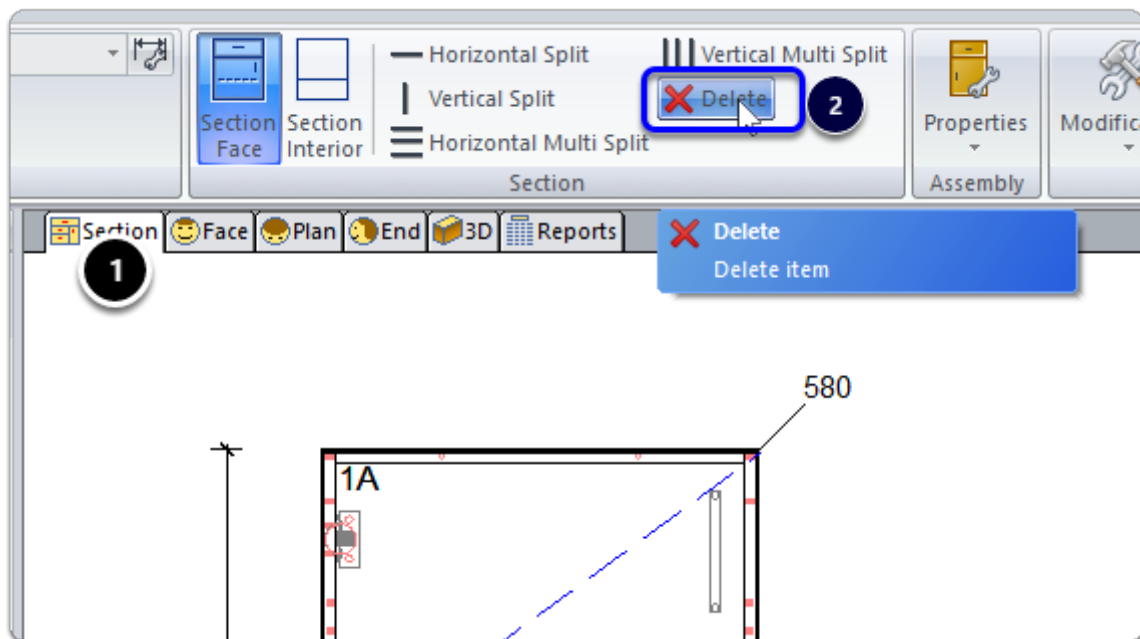 Horizontal Split
Vertical Multi Split
Section Face
Section Interior
Vertical Split
Delete
2
Horizontal Multi Split
Properties
Section
Assembly
Section
Face
Plan
End
3D
Reports
1
Delete
Delete item
580
1A